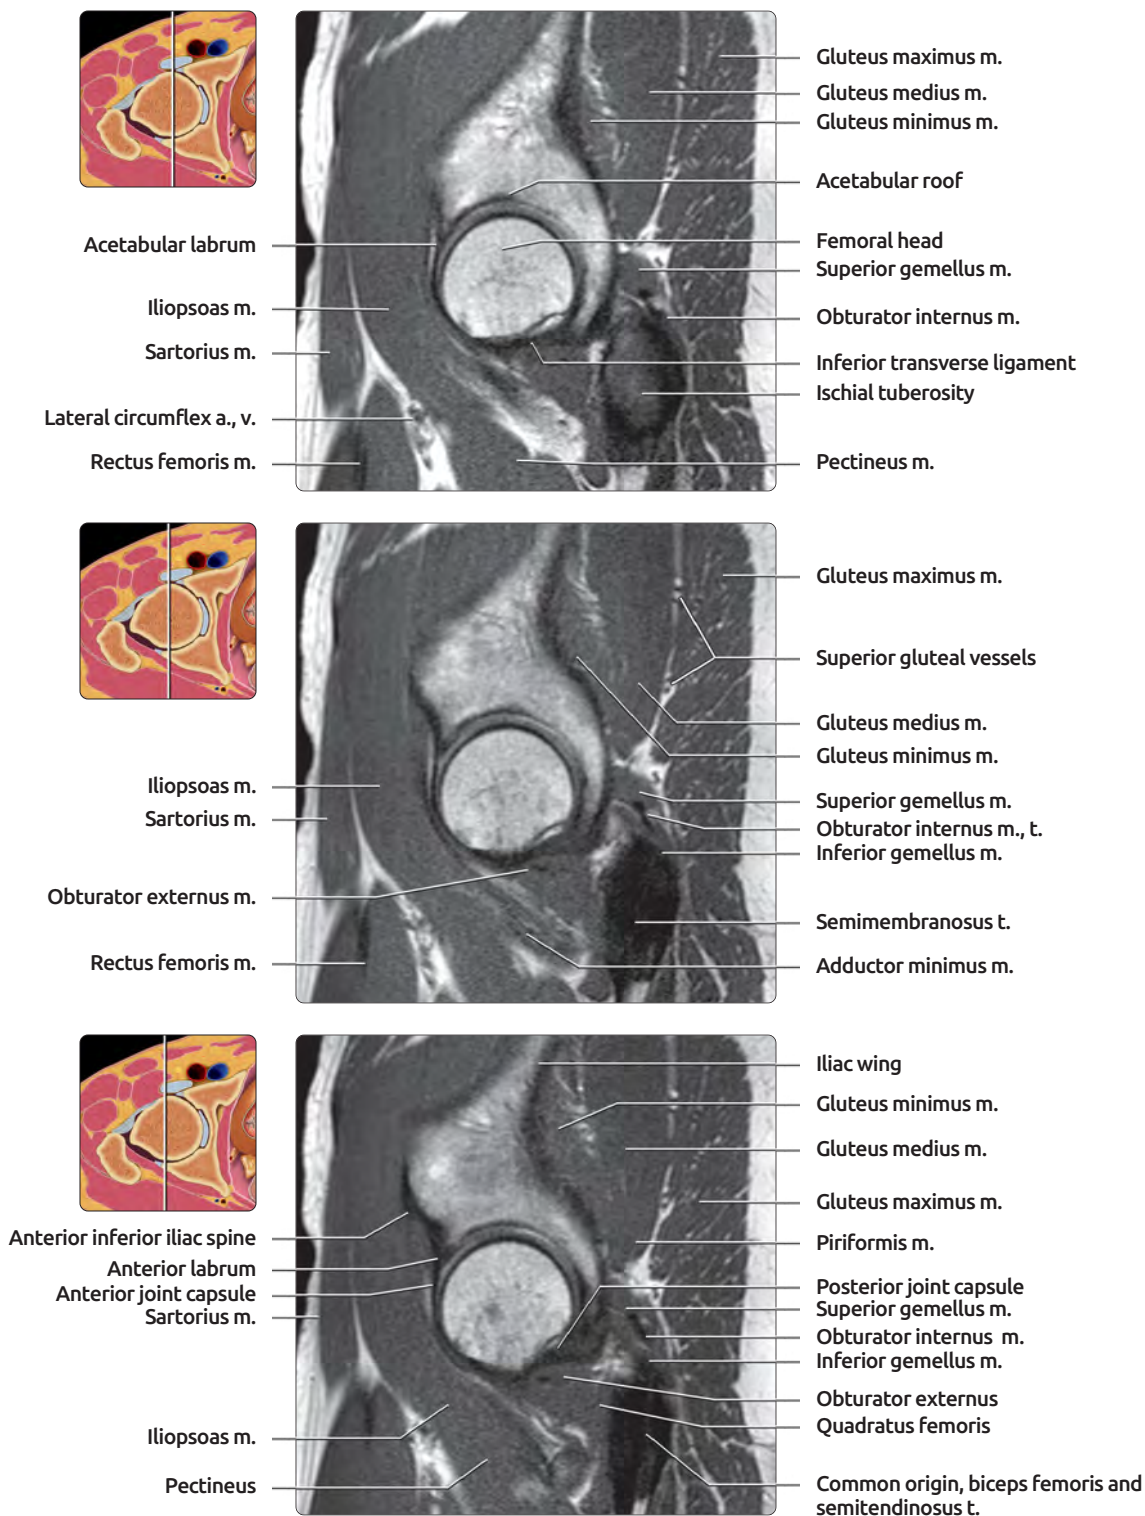 Gluteus maximus m.
Gluteus medius m.
Gluteus minimus m.
Acetabular roof
Acetabular labrum
Femoral head
Superior gemellus m.
Iliopsoas m.
Obturator internus m.
Sartorius m.
Inferior transverse ligament
Ischial tuberosity
Lateral circumflex a., v.
Rectus femoris m.
Pectineus m.
Gluteus maximus m.
Superior gluteal vessels
Gluteus medius m.
Gluteus minimus m.
Iliopsoas m.
Superior gemellus m.
Sartorius m.
Obturator internus m., t.
Inferior gemellus m.
Obturator externus m.
Semimembranosus t.
Rectus femoris m.
Adductor minimus m.
Iliac wing
Gluteus minimus m.
Gluteus medius m.
Gluteus maximus m.
Anterior inferior iliac spine
Piriformis m.
Anterior labrum
Anterior joint capsule
Posterior joint capsule
Sartorius m.
Superior gemellus m.
Obturator internus m.
Inferior gemellus m.
Obturator externus
Quadratus femoris
Iliopsoas m.
Pectineus
Common origin, biceps femoris and
semitendinosus t.